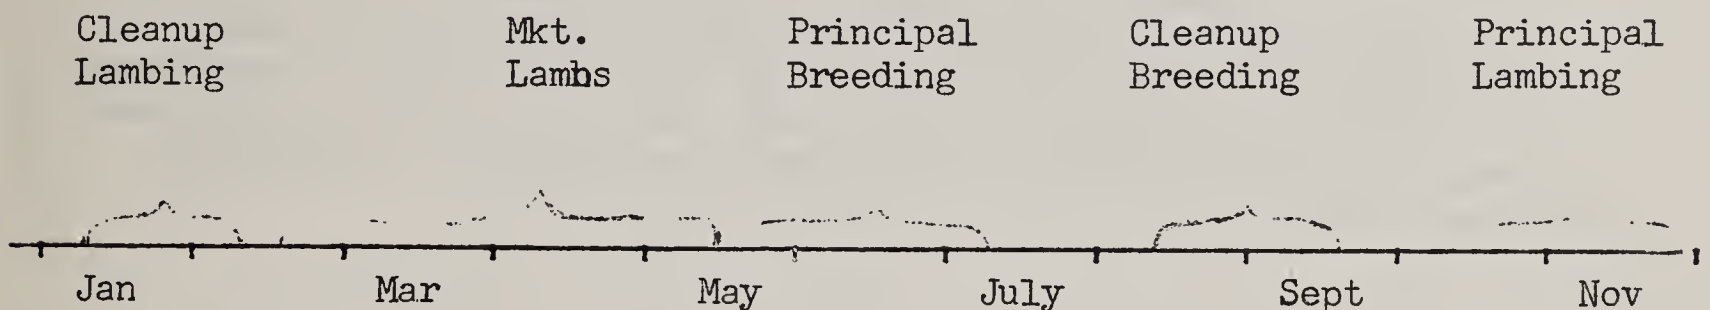 Cleanup Mkt. Principal Cleanup Principal
Lambing Lambs Breeding Breeding Lambing
Jan Mar May July Sept Nov